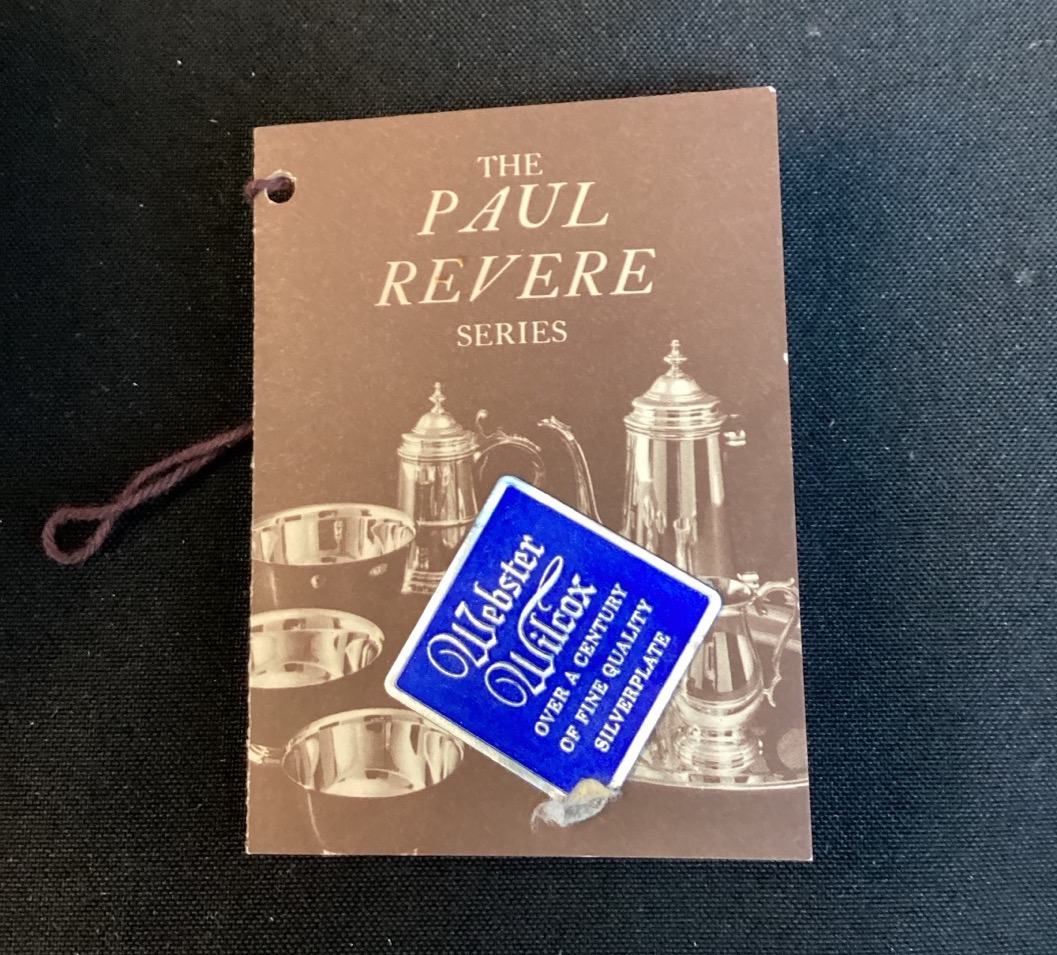 THE
PAUL
REVERE
SERIES
Webster
Wilcox
OVER A CENTURY
OF FINE QUALITY
SILVERPLATE